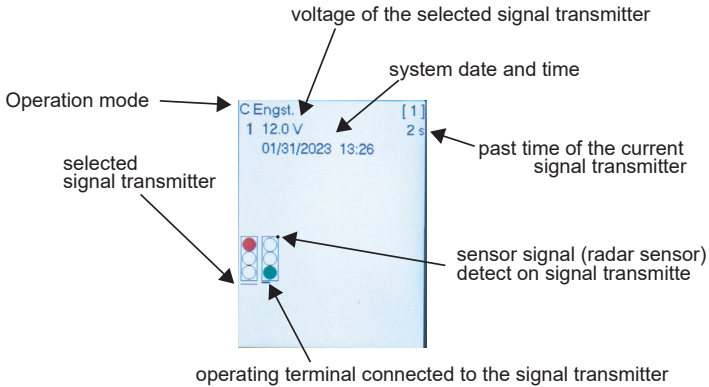 voltage of the selected signal transmitter
system date and time
Operation mode
C Engst. [ 1 ]
1 12.0 V 2 s
01/31/2023 13:26
past time of the current
signal transmitter
selected
signal transmitter
sensor signal (radar sensor)
detect on signal transmitte
operating terminal connected to the signal transmitter